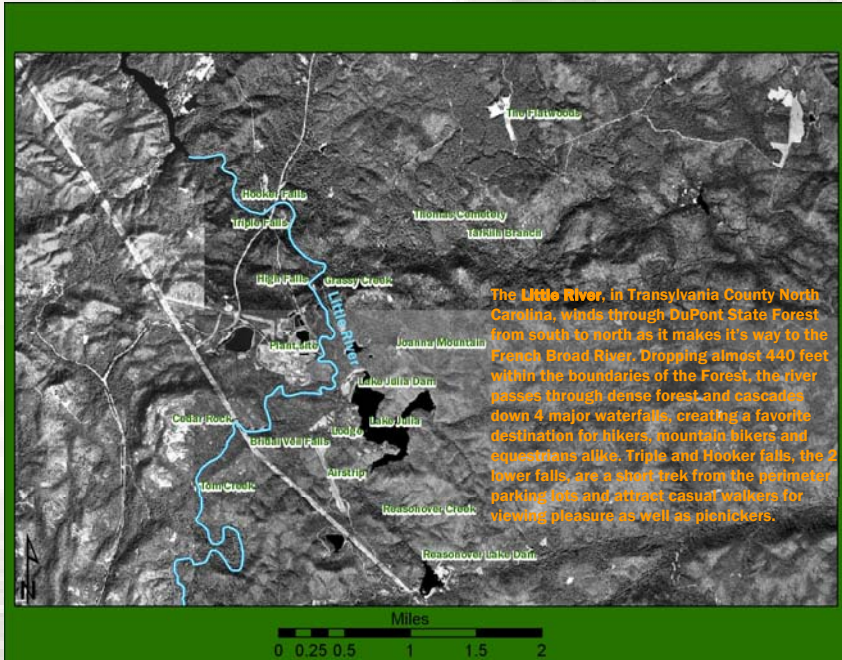 The Flatwoods
Hooker Falls
Thomas Cemetery
Triple Falls
Tarkiln Branch
High Falls
Grassy Creek
Little River
The Little River, in Transylvania County North
Carolina, winds through DuPont State Forest
from south to north as it makes it's way to the
French Broad River. Dropping almost 440 feet
within the boundaries of the Forest, the river
passes through dense forest and cascades
down 4 major waterfalls, creating a favorite
destination for hikers, mountain bikers and
equestrians alike. Triple and Hooker falls, the 2
lower falls, are a short trek from the perimeter
parking lots and attract casual walkers for
viewing pleasure as well as picnickers.
Plant site
Joanna Mountain
Lake Julia Dam
Cedar Rock
Lake Julia
Lodge
Bridal Veil Falls
Airstrip
Tom Creek
Reasonover Creek
Reasonover Lake Dam
N
Miles
0 0.25 0.5 1 1.5 2